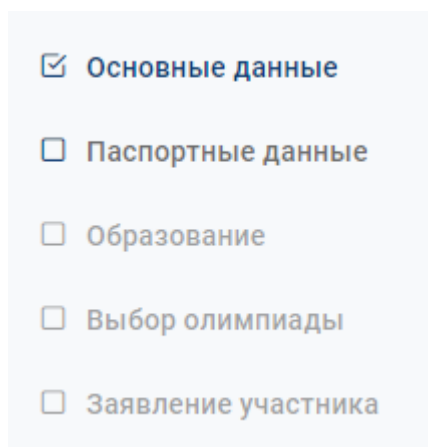 Основные данные
Паспортные данные
Образование
Выбор олимпиады
Заявление участника